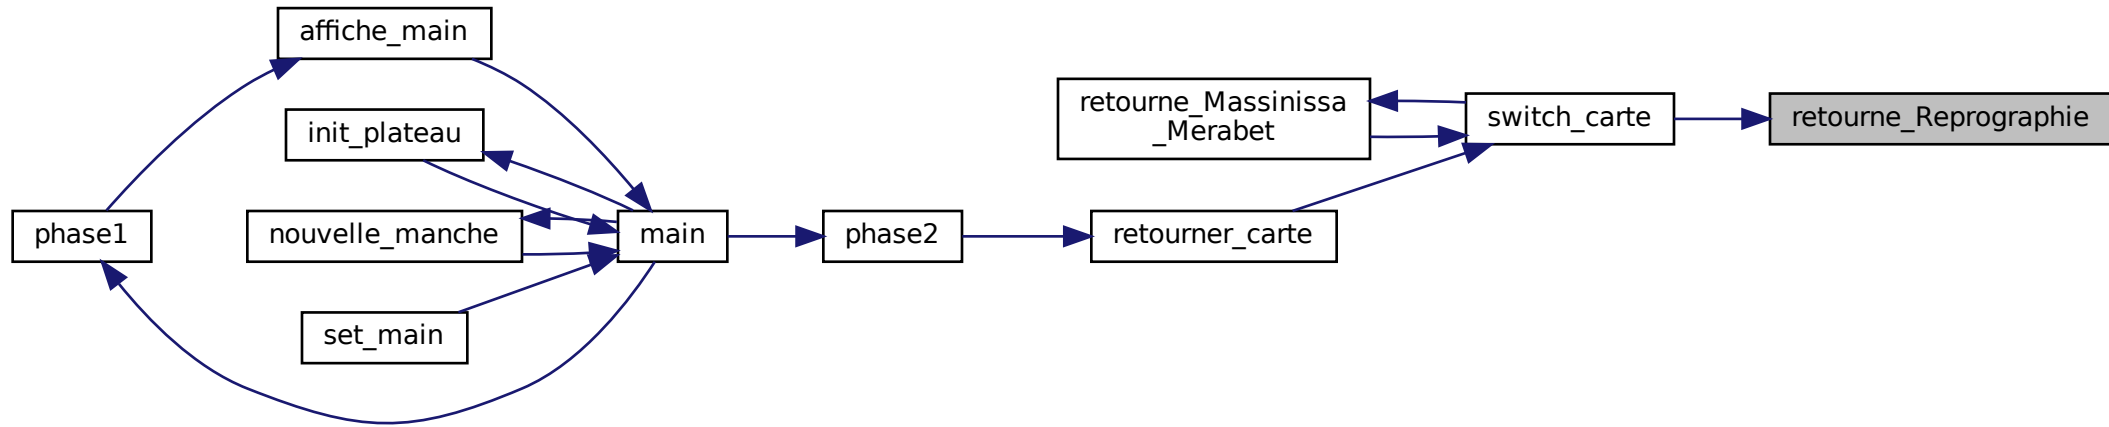 affiche_main
init_plateau
phase1
nouvelle_manche
main
set_main
phase2
retourne_Massinissa
_Merabet
retourner_carte
switch_carte
retourne_Reprographie